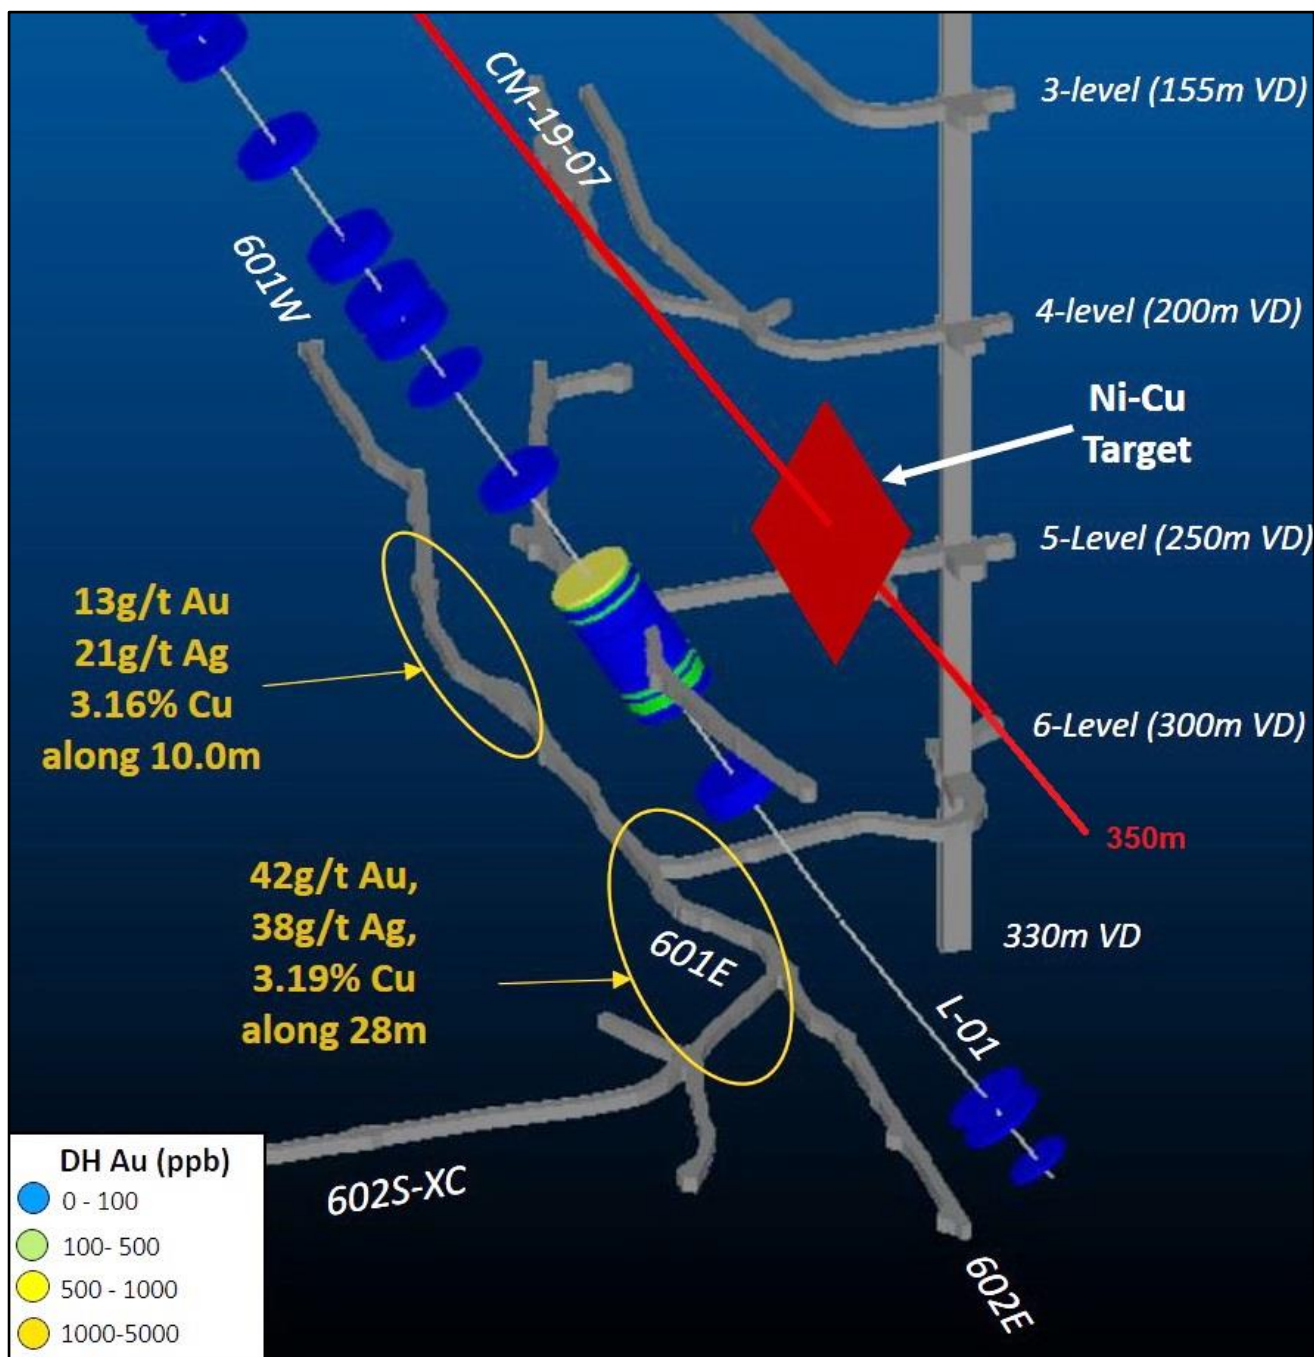 3-level (155m VD)
CM-19-07
601W
4-level (200m VD)
Ni-Cu
Target
5-Level (250m VD)
13g/t Au
21g/t Ag
3.16% Cu
along 10.0m
6-Level (300m VD)
350m
42g/t Au,
38g/t Ag,
3.19% Cu
along 28m
601E
330m VD
L-01
602S-XC
602E
DH Au (ppb)
0 - 100
100- 500
500 - 1000
1000-5000